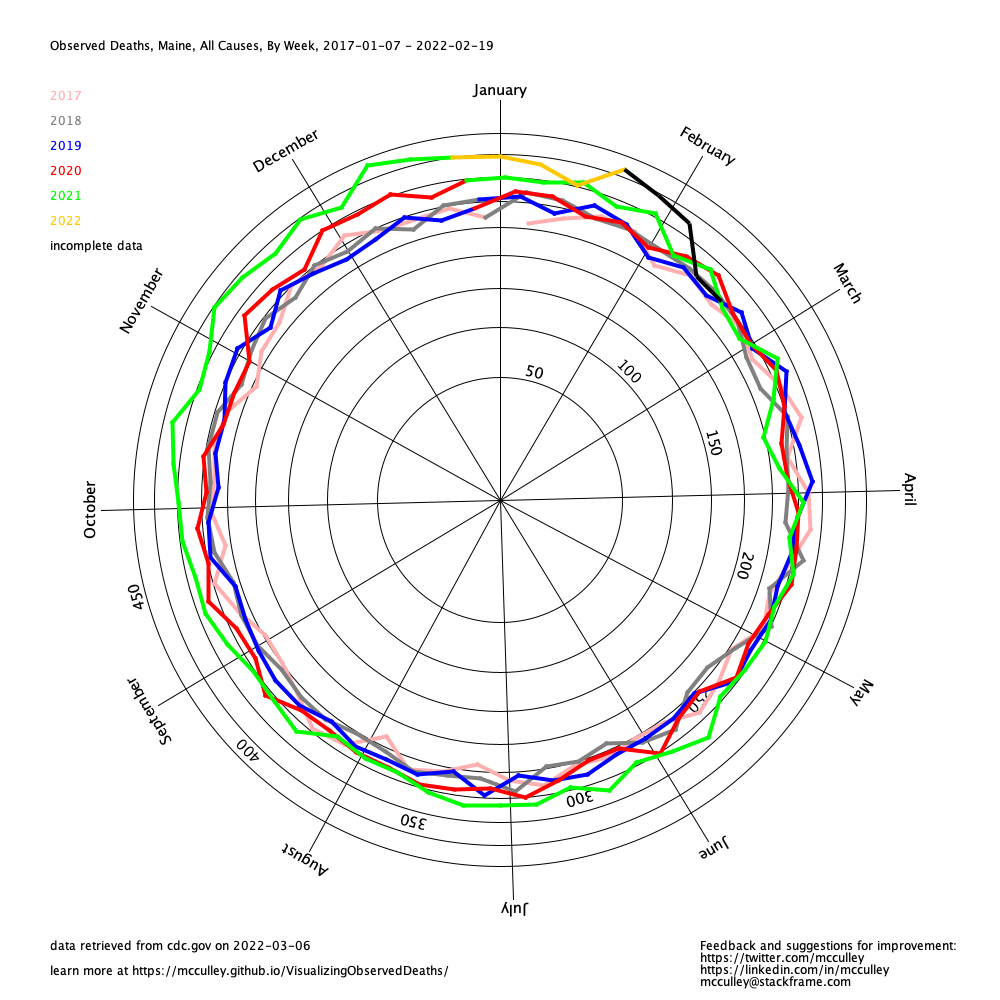 Observed Deaths, Maine, All Causes, By Week, 2017-01-07 - 2022-02-19
2017
2018
2019
2020
2021
2022
incomplete data
January
February
March
April
May
June
July
August
September
October
November
December
50
100
150
200
250
300
350
400
450
data retrieved from cdc.gov on 2022-03-06
learn more at https://mcculley.github.io/VisualizingObservedDeaths/
Feedback and suggestions for improvement:
https://twitter.com/mcculley
https://linkedin.com/in/mcculley
mcculley@stackframe.com